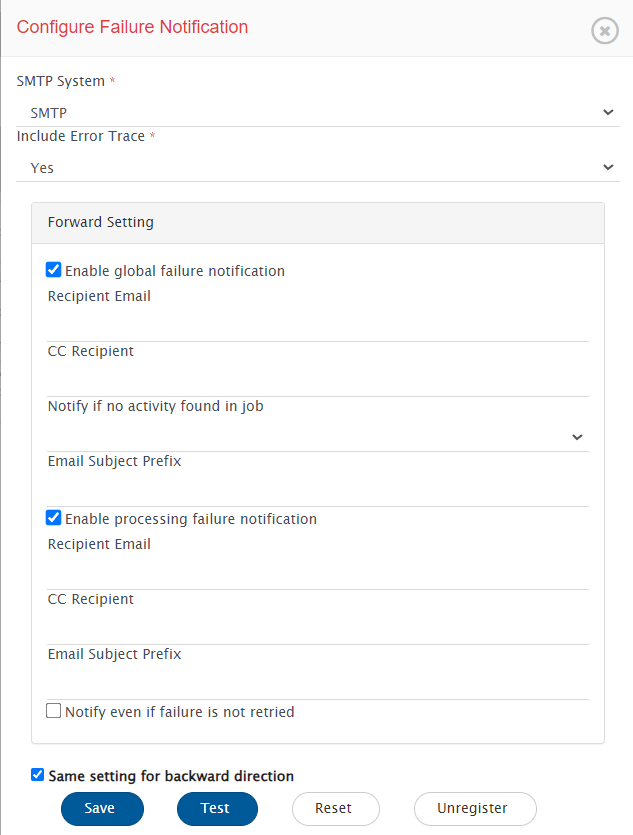 Configure Failure Notification
SMTP System *
SMTP
Include Error Trace *
Yes
Forward Setting
Enable global failure notification
Recipient Email
CC Recipient
Notify if no activity found in job
Email Subject Prefix
Enable processing failure notification
Recipient Email
CC Recipient
Email Subject Prefix
Notify even if failure is not retried
Same setting for backward direction
Save Test Reset Unregister